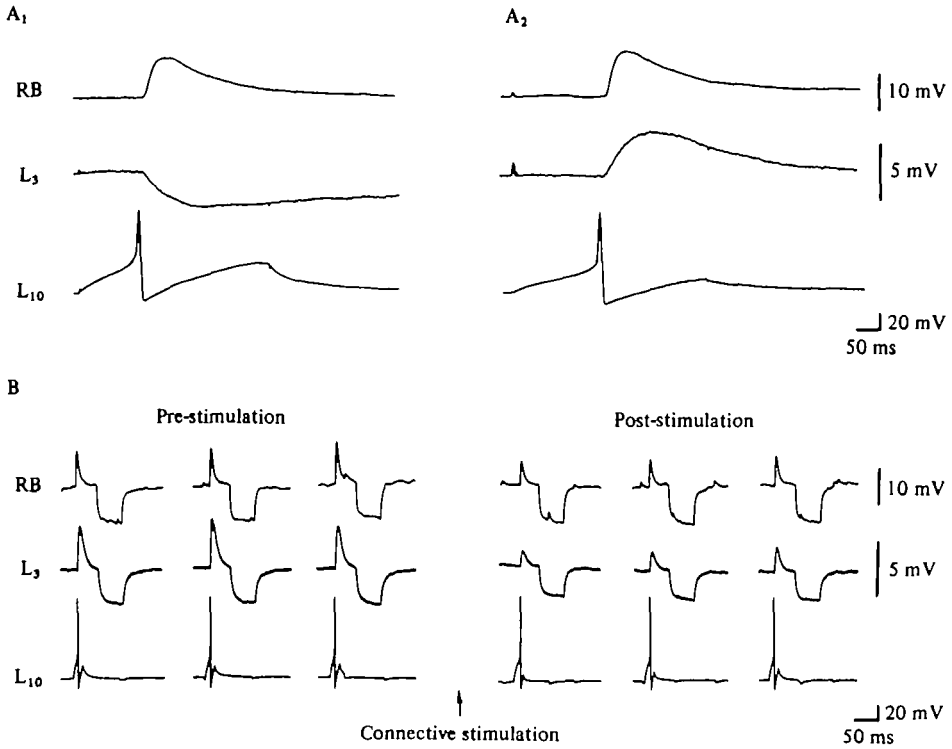 A1
A2
RB
10 mV
L3
5 mV
L10
20 mV
50 ms
B
Pre-stimulation
Post-stimulation
RB
10 mV
L3
5 mV
L10
20 mV
50 ms
Connective stimulation